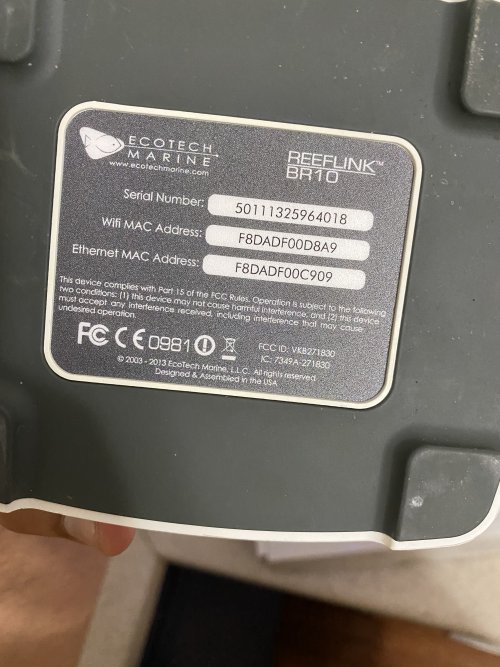 ECOTECH
MARINE™
www.ecotechmarine.com
REEFLINK™
BR10
Serial Number: 50111325964018
Wifi MAC Address: F8DADF00D8A9
Ethernet MAC Address: F8DADF00C909
This device complies with Part 15 of the FCC Rules. Operation is subject to the following
two conditions: (1) this device may not cause harmful interference, and (2) this device
must accept any interference received, including interference that may cause
undesired operation.
FC CE 0981
FCC ID: VKB271830
IC: 7349A-271830
© 2003 - 2013 EcoTech Marine, L.L.C. All rights reserved
Designed & Assembled in the USA